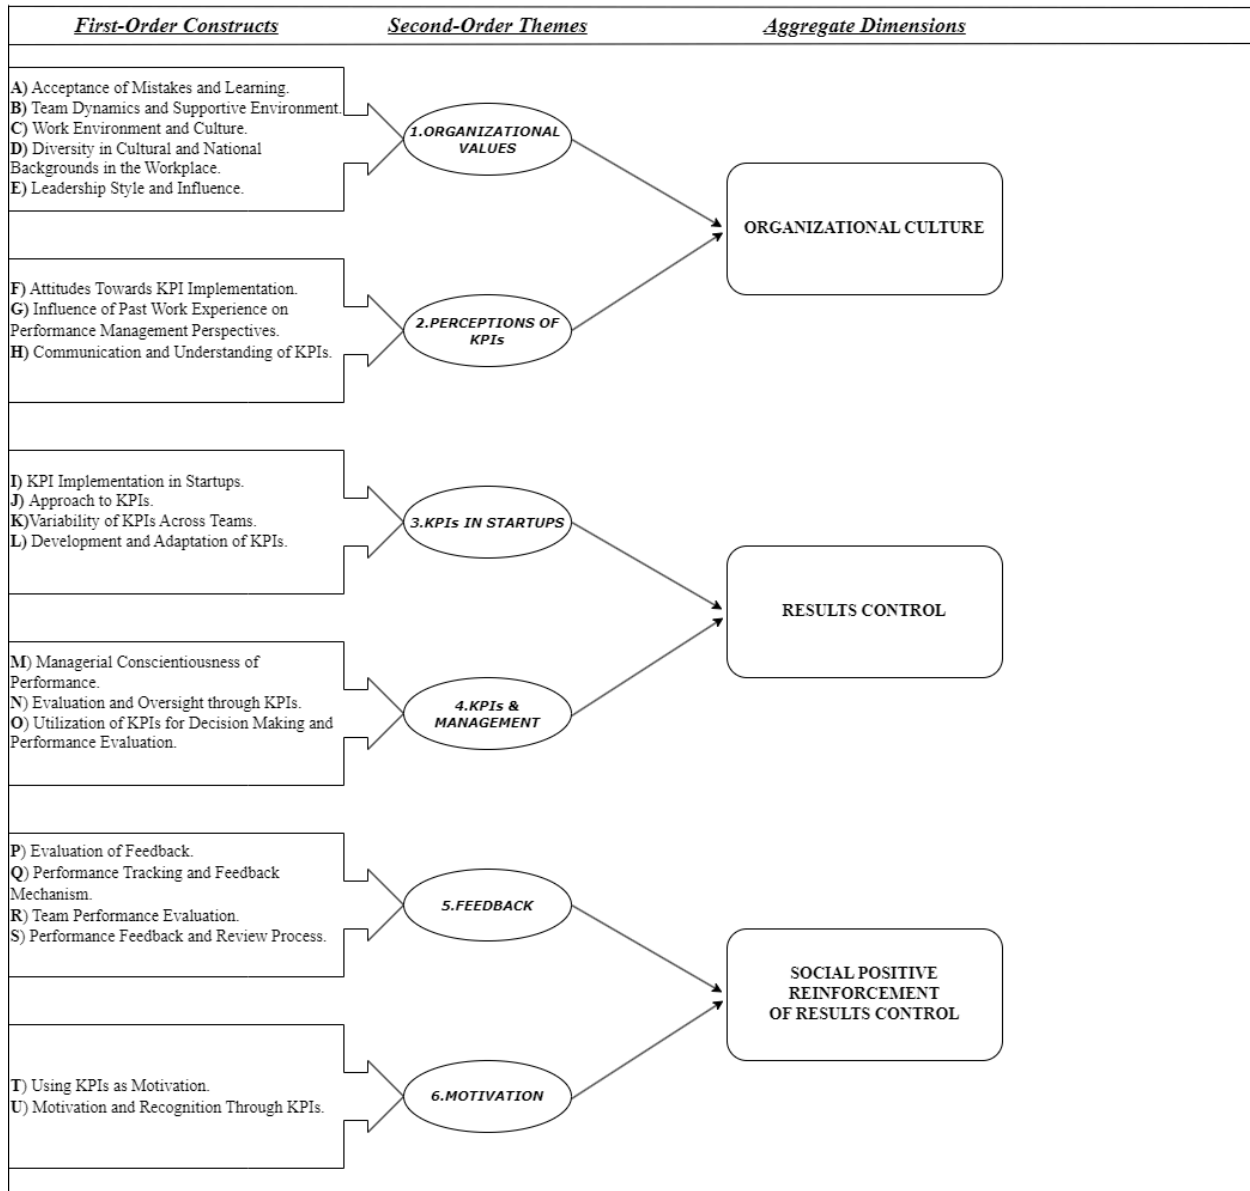 First-Order Constructs
Second-Order Themes
Aggregate Dimensions
A) Acceptance of Mistakes and Learning.
B) Team Dynamics and Supportive Environment.
C) Work Environment and Culture.
D) Diversity in Cultural and National
Backgrounds in the Workplace.
E) Leadership Style and Influence.
1.ORGANIZATIONAL
VALUES
ORGANIZATIONAL CULTURE
F) Attitudes Towards KPI Implementation.
G) Influence of Past Work Experience on
Performance Management Perspectives.
H) Communication and Understanding of KPIs.
2.PERCEPTIONS OF
KPIs
I) KPI Implementation in Startups.
J) Approach to KPIs.
K)Variability of KPIs Across Teams.
L) Development and Adaptation of KPIs.
3.KPIs IN STARTUPS
RESULTS CONTROL
M) Managerial Conscientiousness of
Performance.
N) Evaluation and Oversight through KPIs.
O) Utilization of KPIs for Decision Making and
Performance Evaluation.
4.KPIs &
MANAGEMENT
P) Evaluation of Feedback.
Q) Performance Tracking and Feedback
Mechanism.
R) Team Performance Evaluation.
S) Performance Feedback and Review Process.
5.FEEDBACK
SOCIAL POSITIVE
REINFORCEMENT
OF RESULTS CONTROL
T) Using KPIs as Motivation.
U) Motivation and Recognition Through KPIs.
6.MOTIVATION